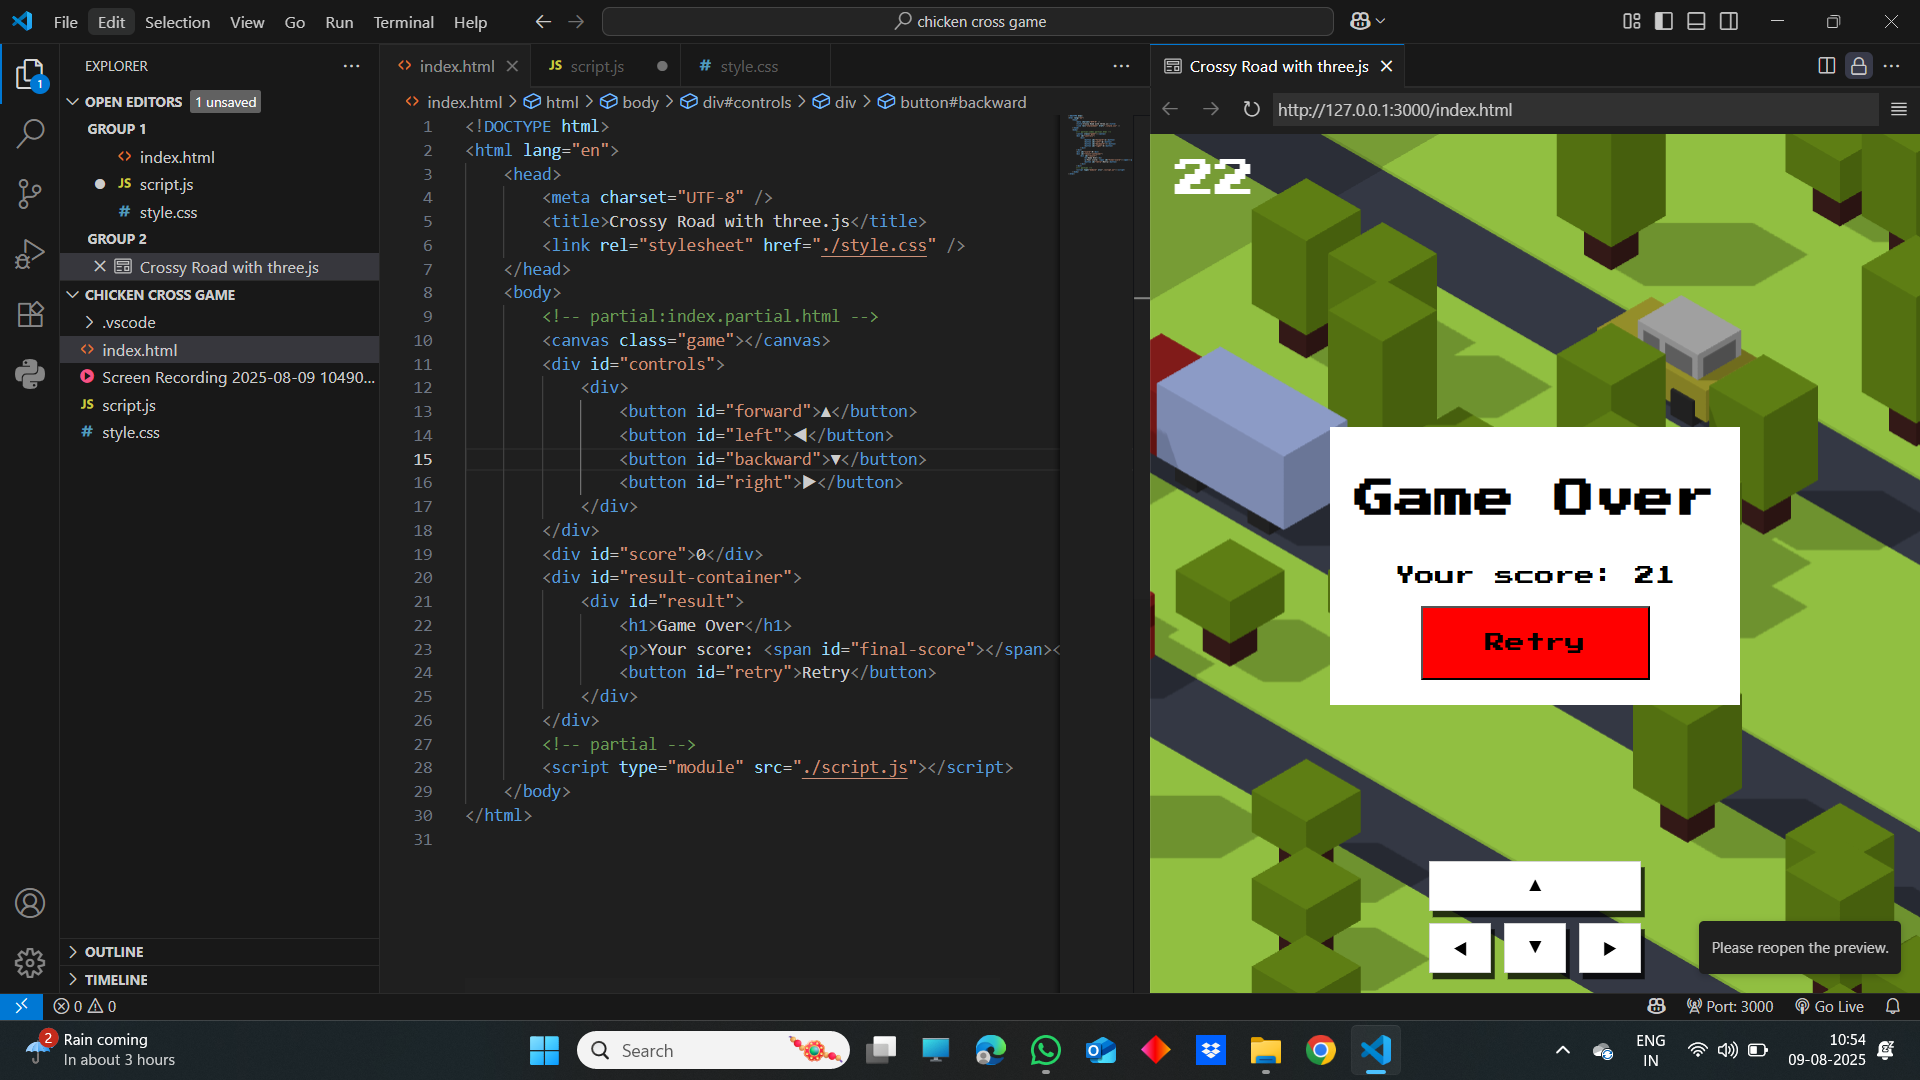 File Edit Selection View Go Run Terminal Help
chicken cross game
EXPLORER
OPEN EDITORS 1 unsaved
GROUP 1
index.html
JS script.js
# style.css
GROUP 2
Crossy Road with three.js
CHICKEN CROSS GAME
.vscode
index.html
Screen Recording 2025-08-09 10490...
JS script.js
# style.css
OUTLINE
TIMELINE
index.html
JS script.js
# style.css
index.html > html > body > div#controls > div > button#backward
1 <!DOCTYPE html>
2 <html lang="en">
3 <head>
4 <meta charset="UTF-8" />
5 <title>Crossy Road with three.js</title>
6 <link rel="stylesheet" href="./style.css" />
7 </head>
8 <body>
9 <!-- partial:index.partial.html -->
10 <canvas class="game"></canvas>
11 <div id="controls">
12 <div>
13 <button id="forward">▲</button>
14 <button id="left">◀</button>
15 <button id="backward">▼</button>
16 <button id="right">▶</button>
17 </div>
18 </div>
19 <div id="score">0</div>
20 <div id="result-container">
21 <div id="result">
22 <h1>Game Over</h1>
23 <p>Your score: <span id="final-score"></span><
24 <button id="retry">Retry</button>
25 </div>
26 </div>
27 <!-- partial -->
28 <script type="module" src="./script.js"></script>
29 </body>
30 </html>
31
Crossy Road with three.js
http://127.0.0.1:3000/index.html
22
Game Over
Your score: 21
Retry
▲
◀ ▼ ▶
Please reopen the preview.
0 0
Port: 3000 Go Live
2
Rain coming
In about 3 hours
Search
ENG
IN
10:54
09-08-2025